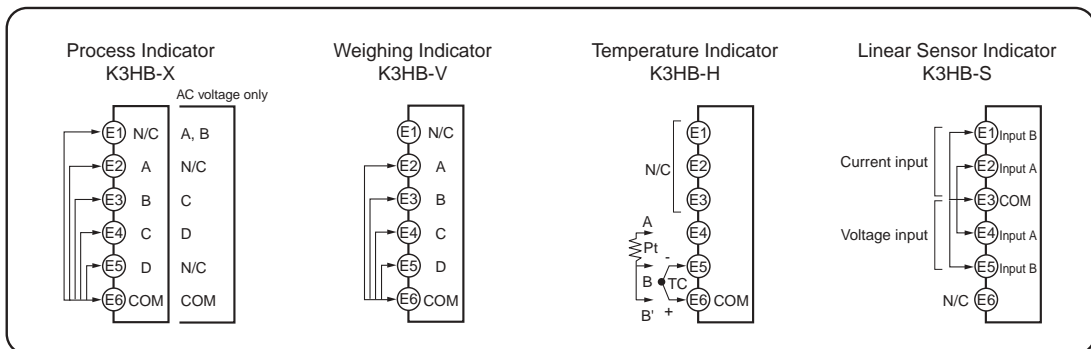 Process Indicator
K3HB-X
AC voltage only
E1 N/C A, B
E2 A N/C
E3 B C
E4 C D
E5 D N/C
E6 COM COM
Weighing Indicator
K3HB-V
E1 N/C
E2 A
E3 B
E4 C
E5 D
E6 COM
Temperature Indicator
K3HB-H
E1
N/C E2
E3
A E4
Pt
- E5
B TC
E6 COM
B' +
Linear Sensor Indicator
K3HB-S
E1 Input B
Current input E2 Input A
E3 COM
Voltage input E4 Input A
E5 Input B
N/C E6